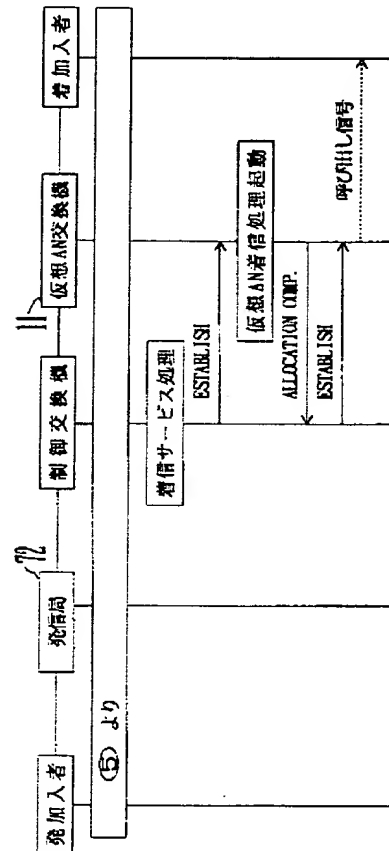 発加入者
72
発信局
制御交換機
11
仮想AN交換機
着加入者
⑤ より
着信サービス処理
ESTABLISH
仮想AN着信処理起動
ALLOCATION COMP.
ESTABLISH
呼び出し信号